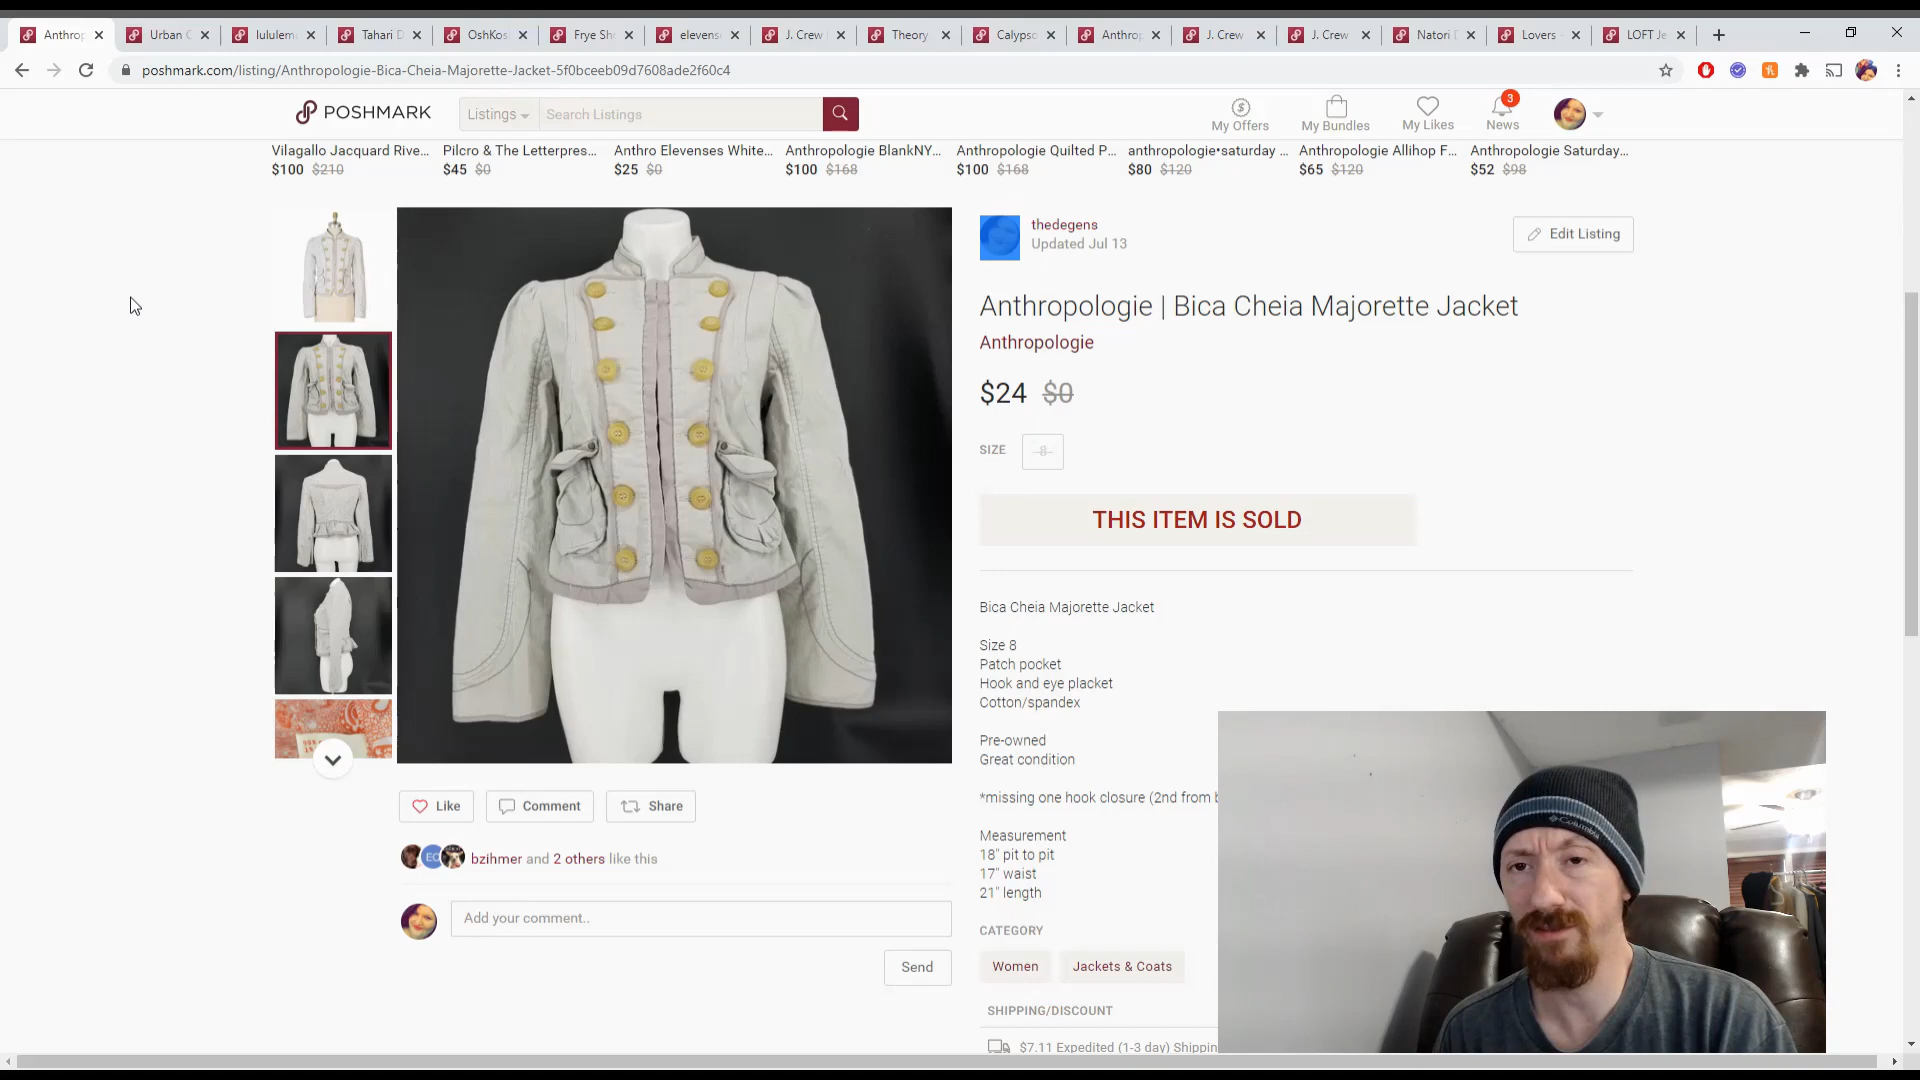 Anthrop
Urban O
lululem
Tahari D
OshKos
Frye Sh
elevens
J. Crew
Theory
Calypso
Anthrop
J. Crew
J. Crew
Natori D
Lovers
LOFT Je
poshmark.com/listing/Anthropologie-Bica-Cheia-Majorette-Jacket-5f0bceeb09d7608ade2f60c4
POSHMARK
Listings
Search Listings
My Offers
My Bundles
My Likes
3
News
Vilagallo Jacquard Rive...
$100 $210
Pilcro & The Letterpres...
$45 $0
Anthro Elevenses White...
$25 $0
Anthropologie BlankNY...
$100 $168
Anthropologie Quilted P...
$100 $168
anthropologie•saturday ...
$80 $120
Anthropologie Allihop F...
$65 $120
Anthropologie Saturday...
$52 $98
thedegens
Updated Jul 13
Edit Listing
Anthropologie | Bica Cheia Majorette Jacket
Anthropologie
$24 $0
SIZE
8
THIS ITEM IS SOLD
Bica Cheia Majorette Jacket
Size 8
Patch pocket
Hook and eye placket
Cotton/spandex
Pre-owned
Great condition
*missing one hook closure (2nd from b
Measurement
18" pit to pit
17" waist
21" length
CATEGORY
Women
Jackets & Coats
SHIPPING/DISCOUNT
$7.11 Expedited (1-3 day) Shippin
Like
Comment
Share
EC
bzihmer and 2 others like this
Add your comment..
Send
Columbia